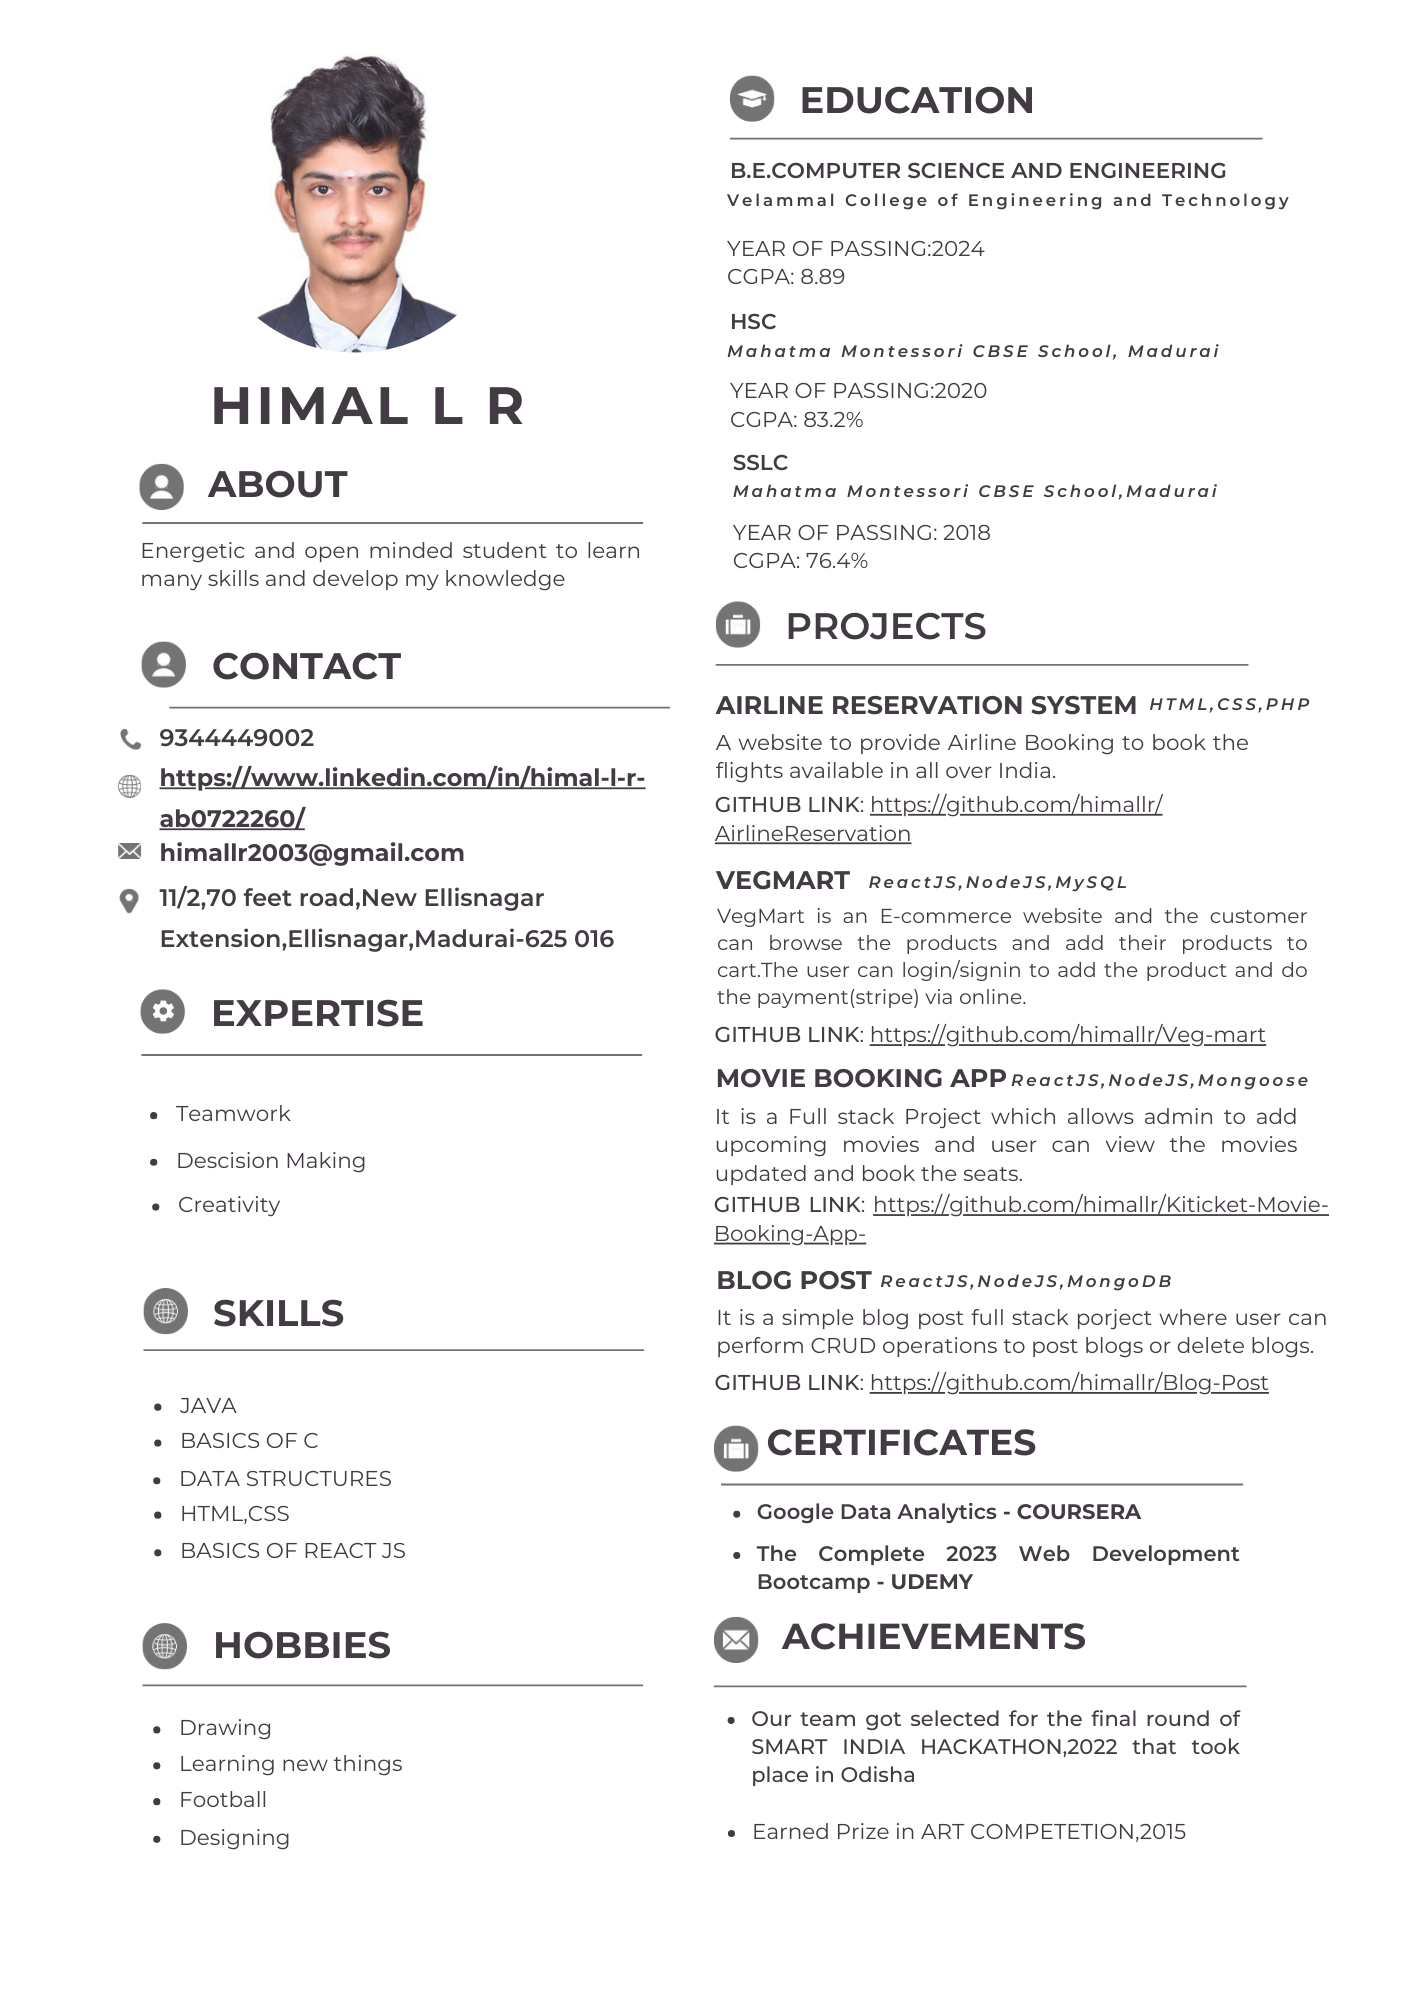 HIMAL L R
ABOUT
Energetic and open minded student to learn
many skills and develop my knowledge
CONTACT
9344449002
https://www.linkedin.com/in/himal-l-r-
ab0722260/
himallr2003@gmail.com
11/2,70 feet road,New Ellisnagar
Extension,Ellisnagar,Madurai-625 016
EXPERTISE
Teamwork
Descision Making
Creativity
SKILLS
JAVA
BASICS OF C
DATA STRUCTURES
HTML,CSS
BASICS OF REACT JS
HOBBIES
Drawing
Learning new things
Football
Designing
EDUCATION
B.E.COMPUTER SCIENCE AND ENGINEERING
Velammal College of Engineering and Technology
YEAR OF PASSING:2024
CGPA: 8.89
HSC
Mahatma Montessori CBSE School, Madurai
YEAR OF PASSING:2020
CGPA: 83.2%
SSLC
Mahatma Montessori CBSE School,Madurai
YEAR OF PASSING: 2018
CGPA: 76.4%
PROJECTS
AIRLINE RESERVATION SYSTEM HTML,CSS,PHP
A website to provide Airline Booking to book the
flights available in all over India.
GITHUB LINK: https://github.com/himallr/
AirlineReservation
VEGMART ReactJS,NodeJS,MySQL
VegMart is an E-commerce website and the customer
can browse the products and add their products to
cart.The user can login/signin to add the product and do
the payment(stripe) via online.
GITHUB LINK: https://github.com/himallr/Veg-mart
MOVIE BOOKING APP ReactJS,NodeJS,Mongoose
It is a Full stack Project which allows admin to add
upcoming movies and user can view the movies
updated and book the seats.
GITHUB LINK: https://github.com/himallr/Kiticket-Movie-
Booking-App-
BLOG POST ReactJS,NodeJS,MongoDB
It is a simple blog post full stack porject where user can
perform CRUD operations to post blogs or delete blogs.
GITHUB LINK: https://github.com/himallr/Blog-Post
CERTIFICATES
Google Data Analytics - COURSERA
The Complete 2023 Web Development
Bootcamp - UDEMY
ACHIEVEMENTS
Our team got selected for the final round of
SMART INDIA HACKATHON,2022 that took
place in Odisha
Earned Prize in ART COMPETETION,2015